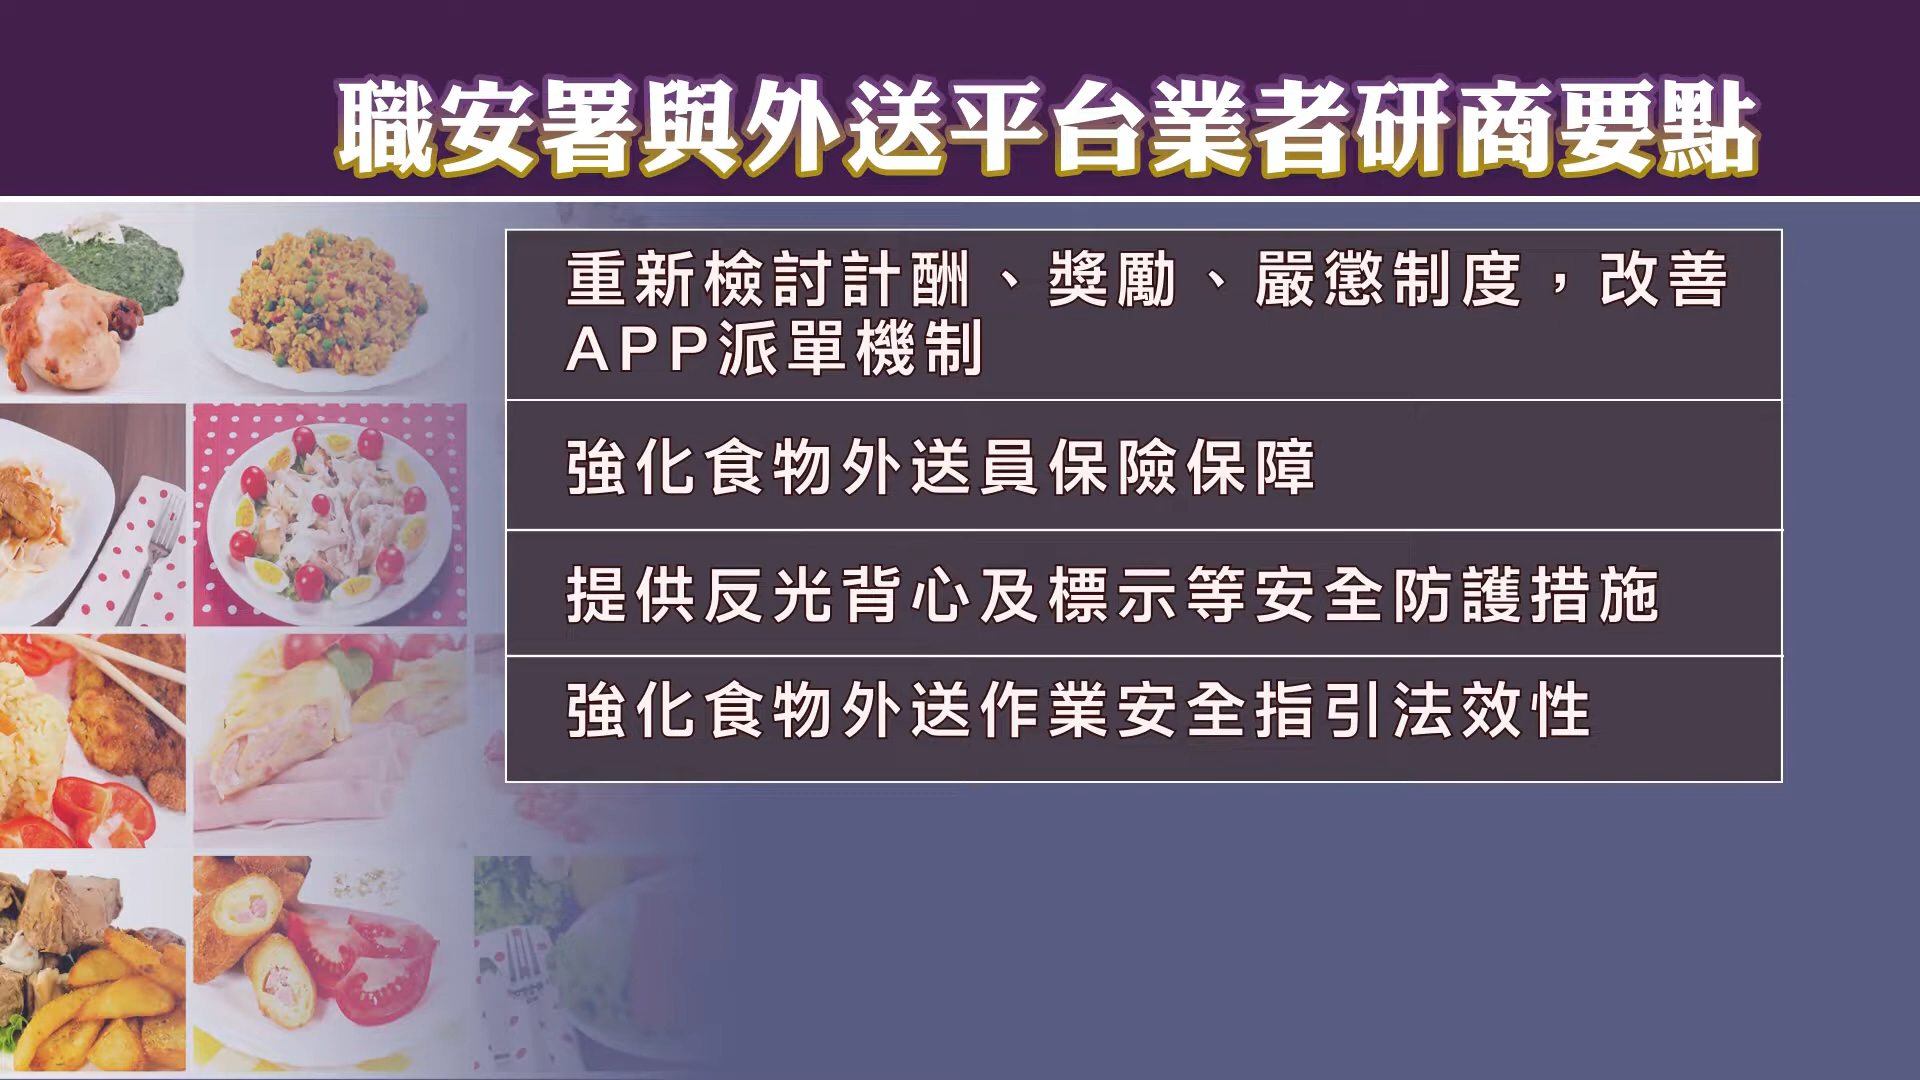 職安署與外送平台業者研商要點
重新檢討計酬、獎勵、嚴懲制度，改善
APP派單機制
強化食物外送員保險保障
提供反光背心及標示等安全防護措施
強化食物外送作業安全指引法效性